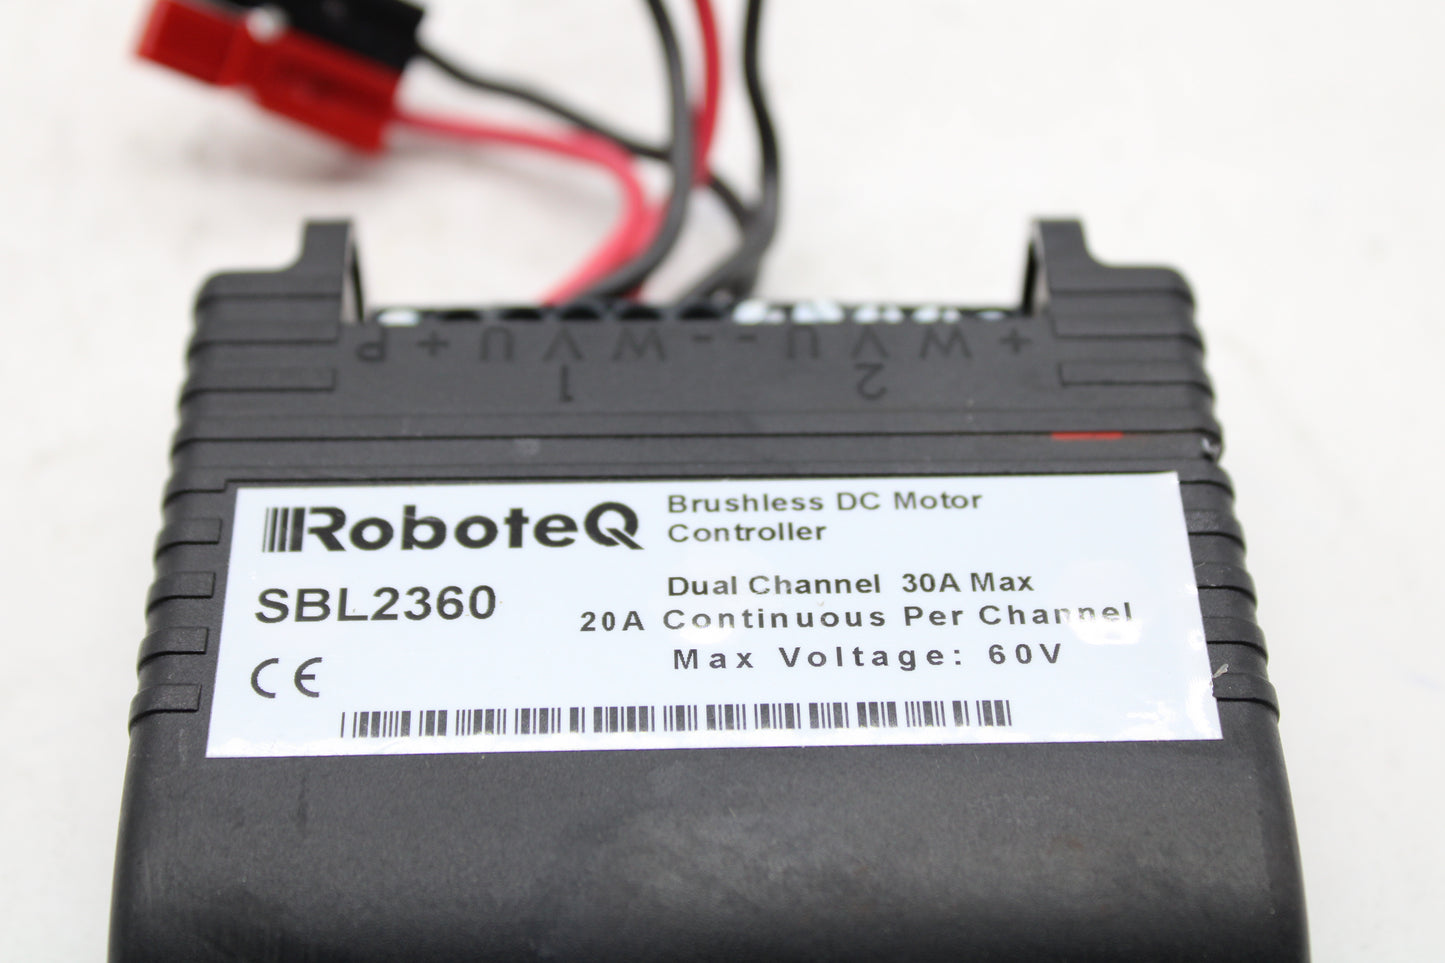 P + U V W - - U V W +
1 2
RoboteQ
Brushless DC Motor
Controller
SBL2360
Dual Channel 30A Max
20A Continuous Per Channel
Max Voltage: 60V
CE